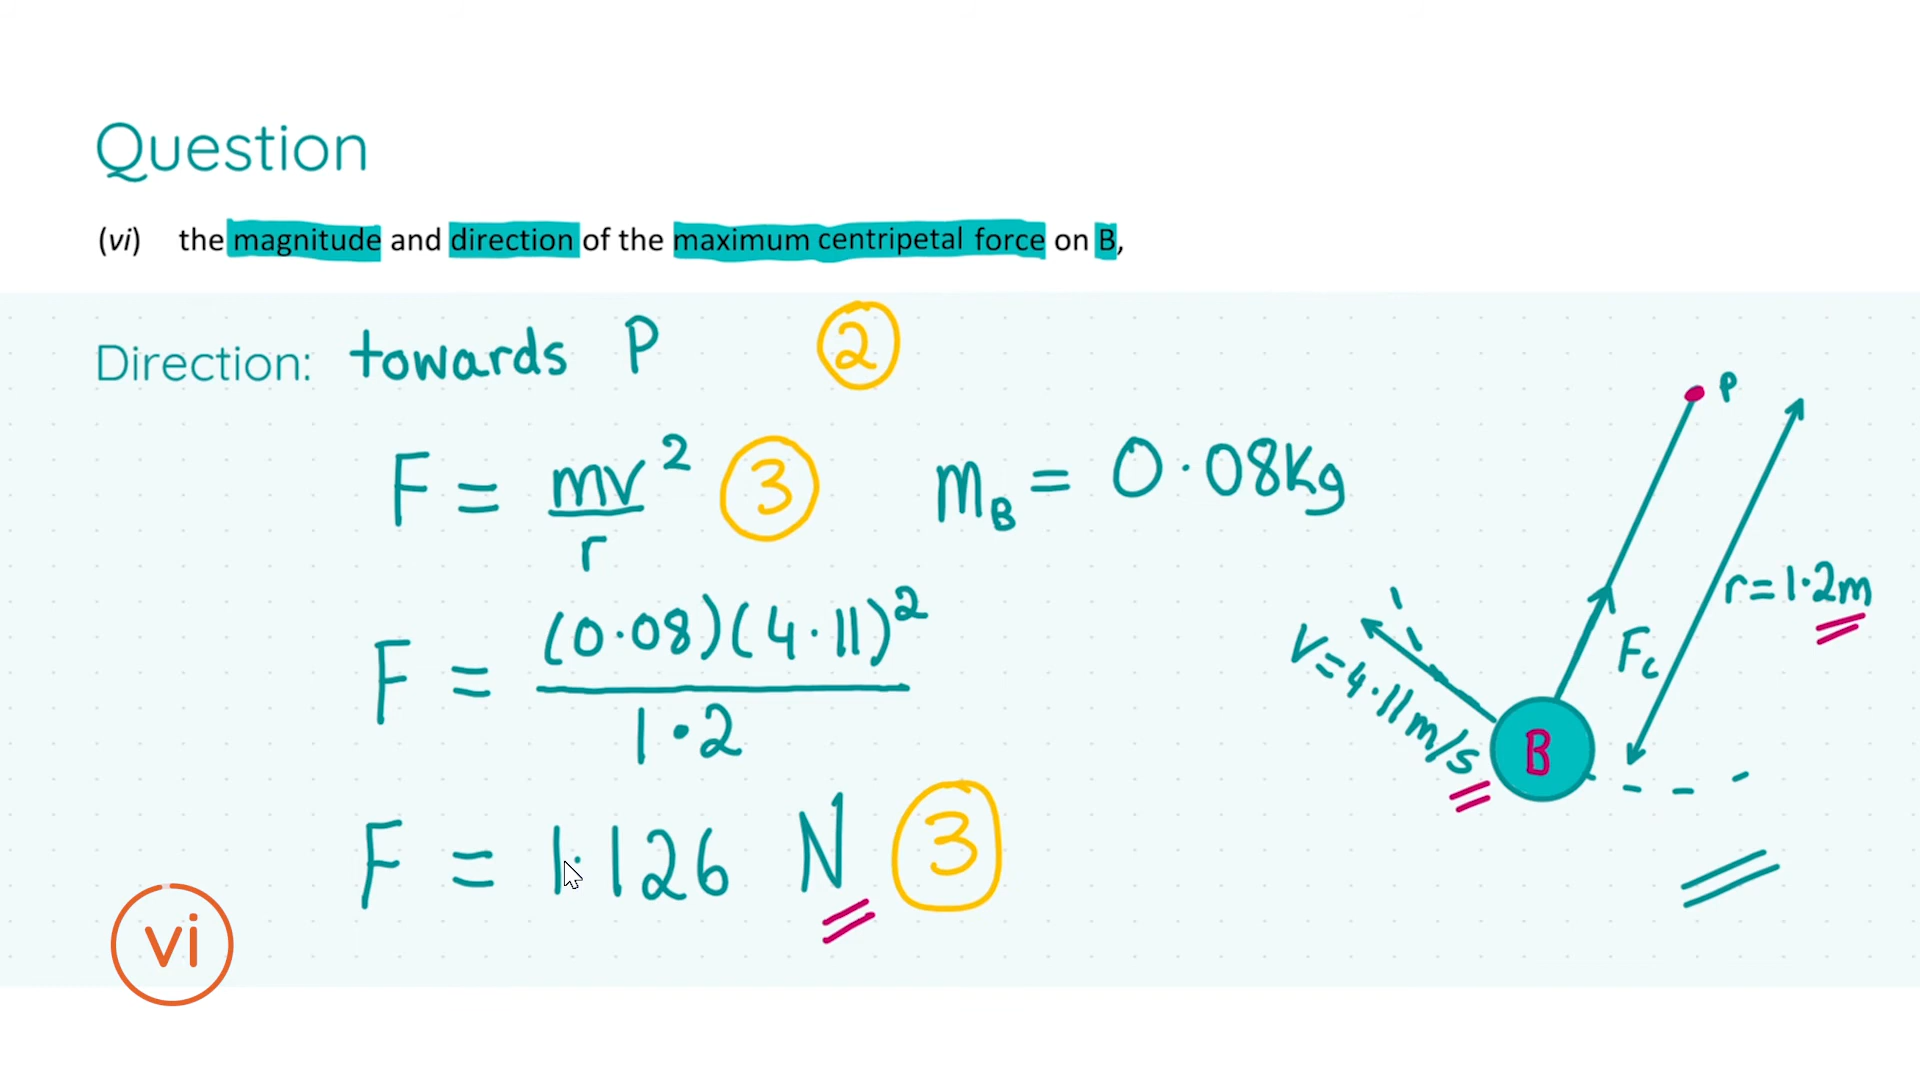 Question
(vi) the magnitude and direction of the maximum centripetal force on B,
Direction: towards P ②
F = mv²/r ③ m_B = 0.08Kg
F = (0.08)(4.11)²/1.2
F = 1.126 N ③
P
r=1.2m
Fc
V=4.11m/s
B
vi